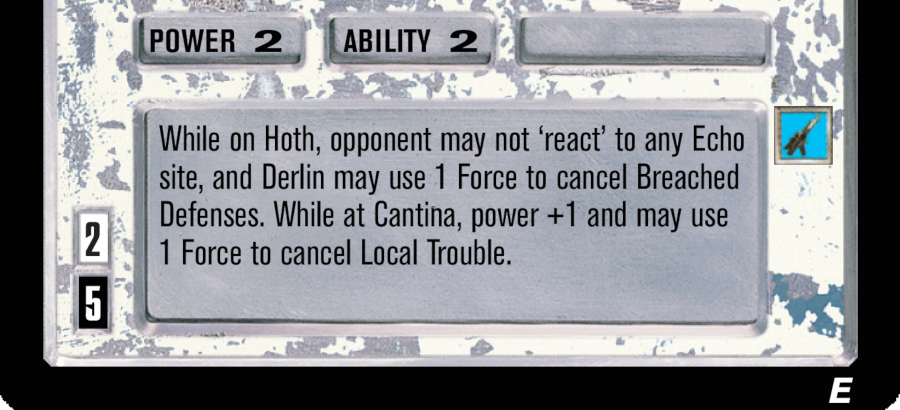 POWER 2 ABILITY 2
While on Hoth, opponent may not ‘react’ to any Echo
site, and Derlin may use 1 Force to cancel Breached
Defenses. While at Cantina, power +1 and may use
1 Force to cancel Local Trouble.
2
5
E